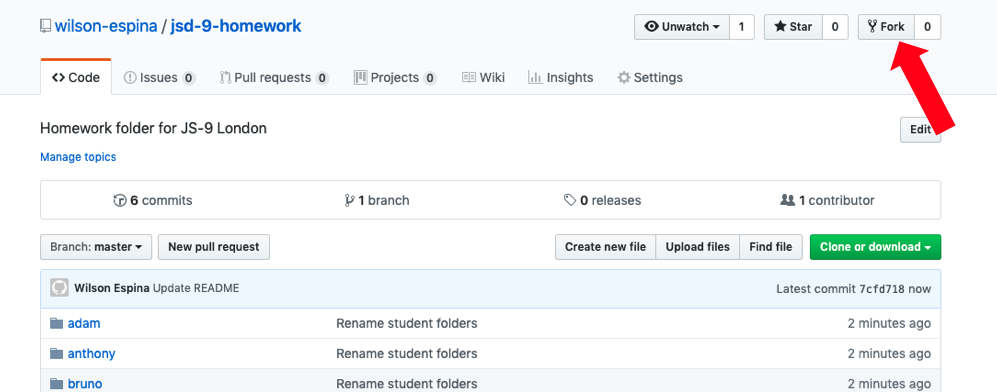 wilson-espina / jsd-9-homework Unwatch 1 Star 0 Fork 0
Code Issues 0 Pull requests 0 Projects 0 Wiki Insights Settings
Homework folder for JS-9 London Edit
Manage topics
6 commits 1 branch 0 releases 1 contributor
Branch: master New pull request Create new file Upload files Find file Clone or download
Wilson Espina Update README Latest commit 7cfd718 now
adam Rename student folders 2 minutes ago
anthony Rename student folders 2 minutes ago
bruno Rename student folders 2 minutes ago